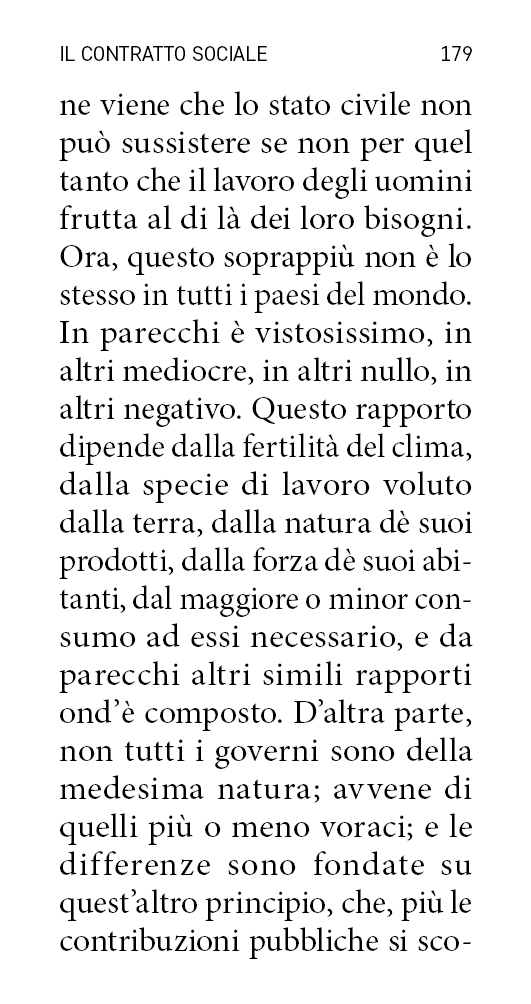 IL CONTRATTO SOCIALE 179
ne viene che lo stato civile non
può sussistere se non per quel
tanto che il lavoro degli uomini
frutta al di là dei loro bisogni.
Ora, questo soprappiù non è lo
stesso in tutti i paesi del mondo.
In parecchi è vistosissimo, in
altri mediocre, in altri nullo, in
altri negativo. Questo rapporto
dipende dalla fertilità del clima,
dalla specie di lavoro voluto
dalla terra, dalla natura dè suoi
prodotti, dalla forza dè suoi abi-
tanti, dal maggiore o minor con-
sumo ad essi necessario, e da
parecchi altri simili rapporti
ond’è composto. D’altra parte,
non tutti i governi sono della
medesima natura; avvene di
quelli più o meno voraci; e le
differenze sono fondate su
quest’altro principio, che, più le
contribuzioni pubbliche si sco-